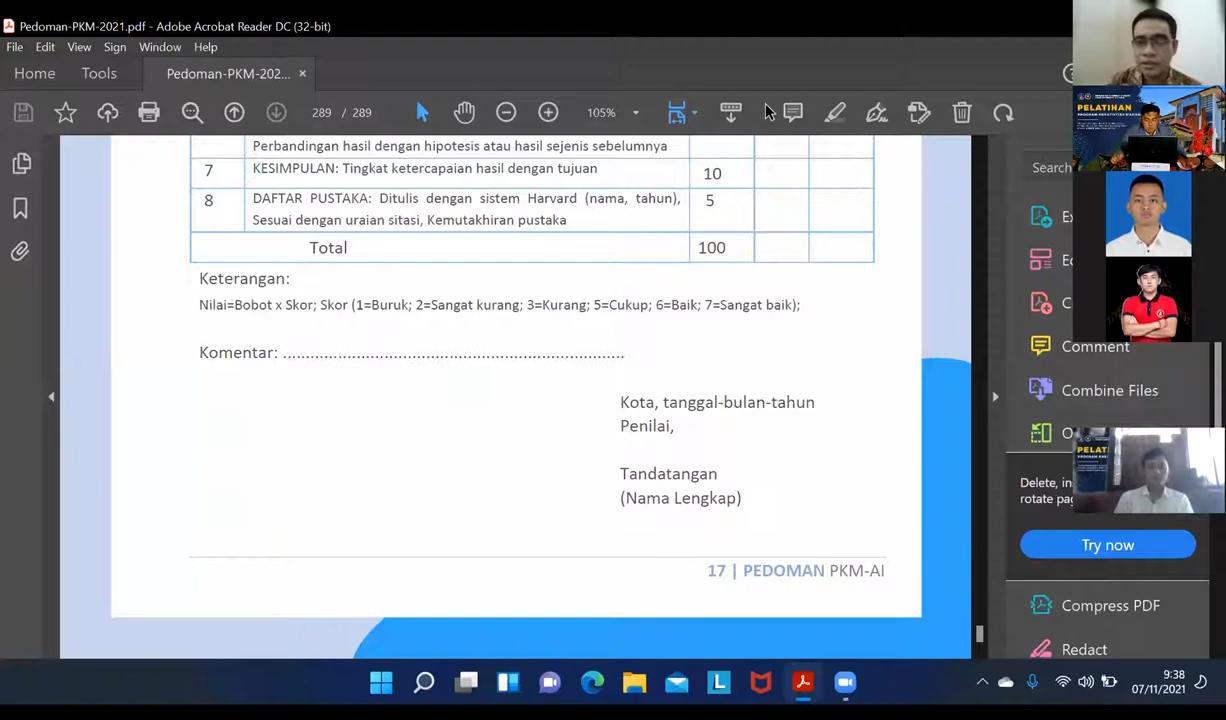 Pedoman-PKM-2021.pdf - Adobe Acrobat Reader DC (32-bit)
File Edit View Sign Window Help
Home Tools Pedoman-PKM-202... ×
289 / 289 105%
Perbandingan hasil dengan hipotesis atau hasil sejenis sebelumnya
7 KESIMPULAN: Tingkat ketercapaian hasil dengan tujuan 10
8 DAFTAR PUSTAKA: Ditulis dengan sistem Harvard (nama, tahun), 5
Sesuai dengan uraian sitasi, Kemutakhiran pustaka
Total 100
Keterangan:
Nilai=Bobot x Skor; Skor (1=Buruk; 2=Sangat kurang; 3=Kurang; 5=Cukup; 6=Baik; 7=Sangat baik);
Komentar: ..........................................................................
Kota, tanggal-bulan-tahun
Penilai,
Tandatangan
(Nama Lengkap)
17 | PEDOMAN PKM-AI
Search
Ex
Ed
C
Comment
Combine Files
O
Delete, in
rotate pag
Try now
Compress PDF
Redact
PELATIHAN
PELAT
9:38
07/11/2021